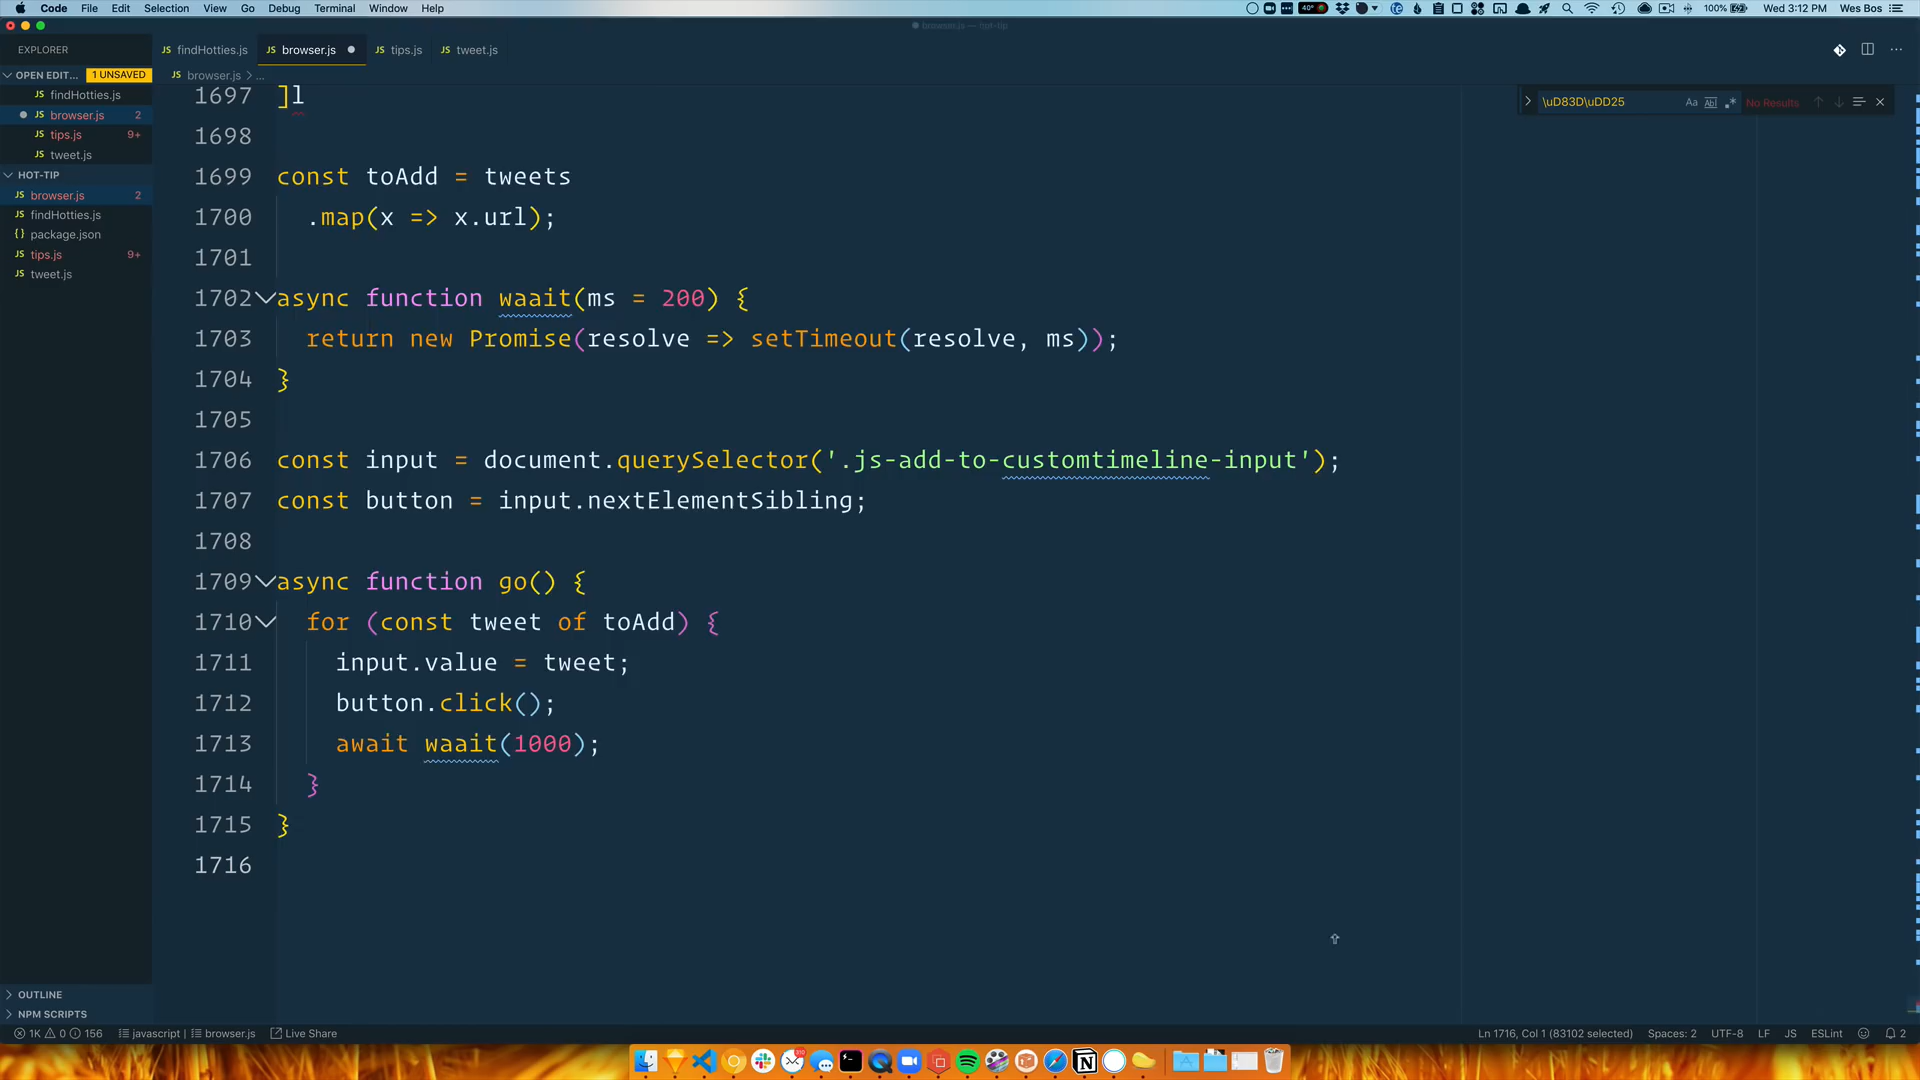 Code File Edit Selection View Go Debug Terminal Window Help
40° 100% Wed 3:12 PM Wes Bos
browser.js — hot-tip
EXPLORER
OPEN EDIT... 1 UNSAVED
JS findHotties.js
JS browser.js 2
JS tips.js 9+
JS tweet.js
HOT-TIP
JS browser.js 2
JS findHotties.js
{} package.json
JS tips.js 9+
JS tweet.js
OUTLINE
NPM SCRIPTS
JS findHotties.js JS browser.js JS tips.js JS tweet.js
JS browser.js > ...
\uD83D\uDD25 Aa Abl .* No Results
1697 ]l
1698
1699 const toAdd = tweets
1700 .map(x => x.url);
1701
1702 async function waait(ms = 200) {
1703 return new Promise(resolve => setTimeout(resolve, ms));
1704 }
1705
1706 const input = document.querySelector('.js-add-to-customtimeline-input');
1707 const button = input.nextElementSibling;
1708
1709 async function go() {
1710 for (const tweet of toAdd) {
1711 input.value = tweet;
1712 button.click();
1713 await waait(1000);
1714 }
1715 }
1716
1K 0 156 javascript | browser.js Live Share
Ln 1716, Col 1 (83102 selected) Spaces: 2 UTF-8 LF JS ESLint 2